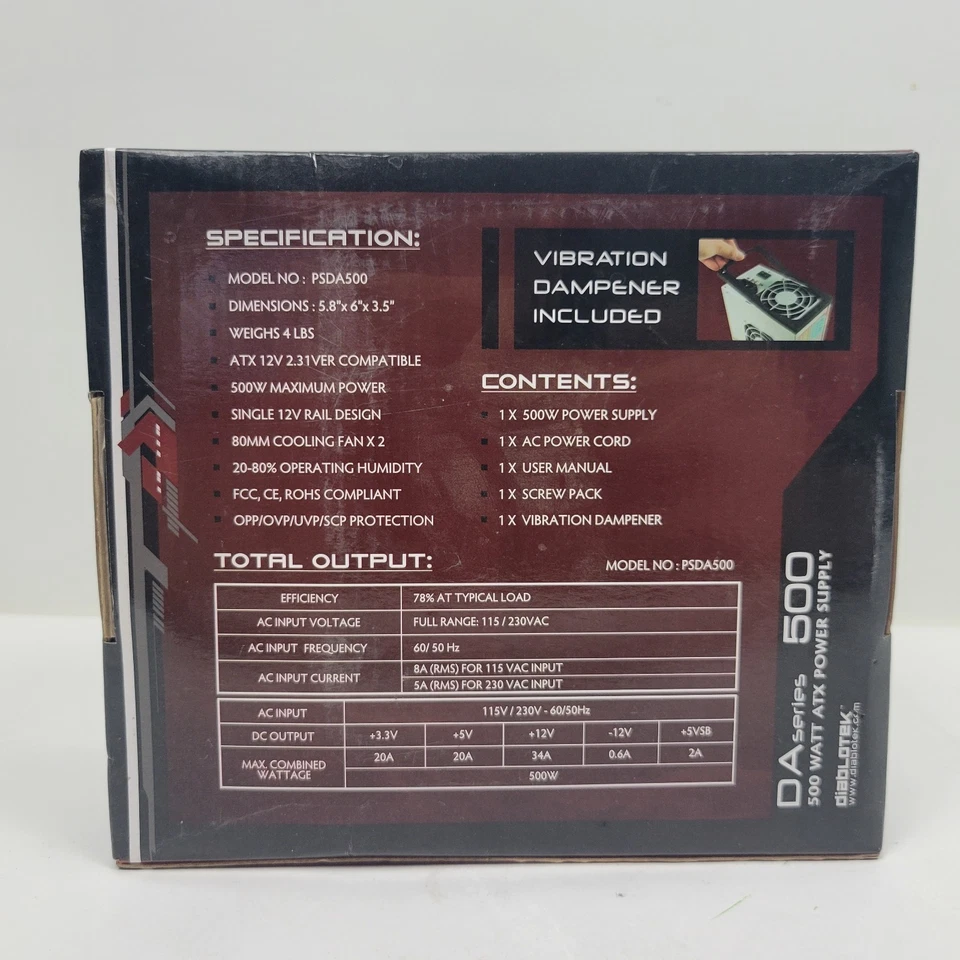 SPECIFICATION:
MODEL NO : PSDA500
DIMENSIONS : 5.8"x 6"x 3.5"
WEIGHS 4 LBS
ATX 12V 2.31VER COMPATIBLE
500W MAXIMUM POWER
SINGLE 12V RAIL DESIGN
80MM COOLING FAN X 2
20-80% OPERATING HUMIDITY
FCC, CE, ROHS COMPLIANT
OPP/OVP/UVP/SCP PROTECTION
VIBRATION
DAMPENER
INCLUDED
CONTENTS:
1 X 500W POWER SUPPLY
1 X AC POWER CORD
1 X USER MANUAL
1 X SCREW PACK
1 X VIBRATION DAMPENER
TOTAL OUTPUT:
MODEL NO : PSDA500
EFFICIENCY 78% AT TYPICAL LOAD
AC INPUT VOLTAGE FULL RANGE: 115 / 230VAC
AC INPUT FREQUENCY 60/ 50 Hz
AC INPUT CURRENT 8A (RMS) FOR 115 VAC INPUT
5A (RMS) FOR 230 VAC INPUT
AC INPUT 115V / 230V - 60/50Hz
DC OUTPUT +3.3V +5V +12V -12V +5VSB
MAX. COMBINED WATTAGE 20A 20A 34A 0.6A 2A
500W
DA series 500
500 WATT ATX POWER SUPPLY
diabloTEK
www.diablotek.com